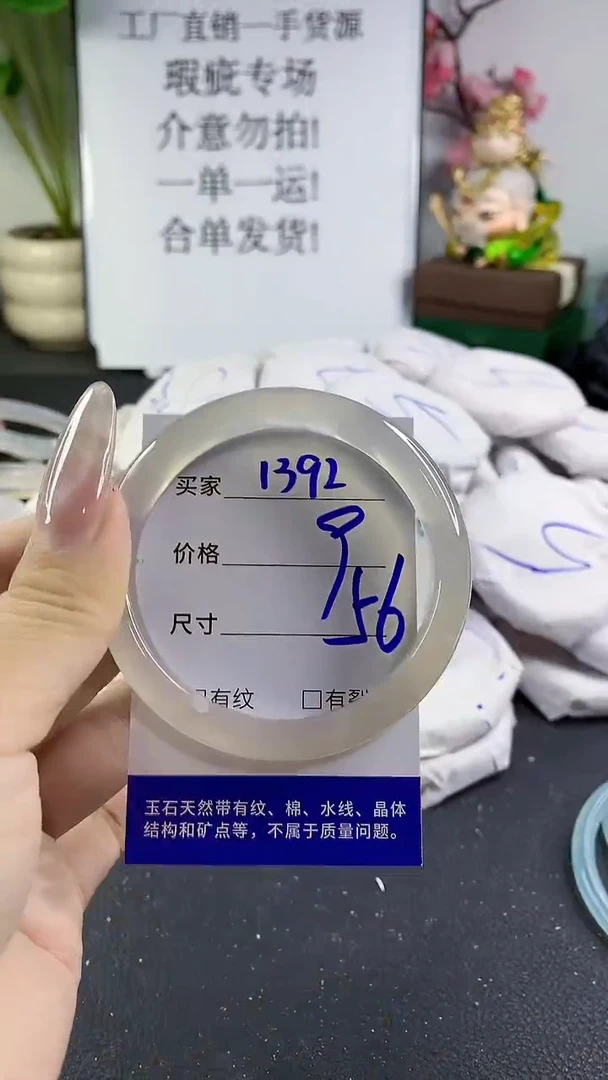 工厂直销一手货源
瑕疵专场
介意勿拍!
一单一运!
合单发货!
买家 1392
价格 9
尺寸 56
□有纹 □有裂
玉石天然带有纹、棉、水线、晶体
结构和矿点等，不属于质量问题。